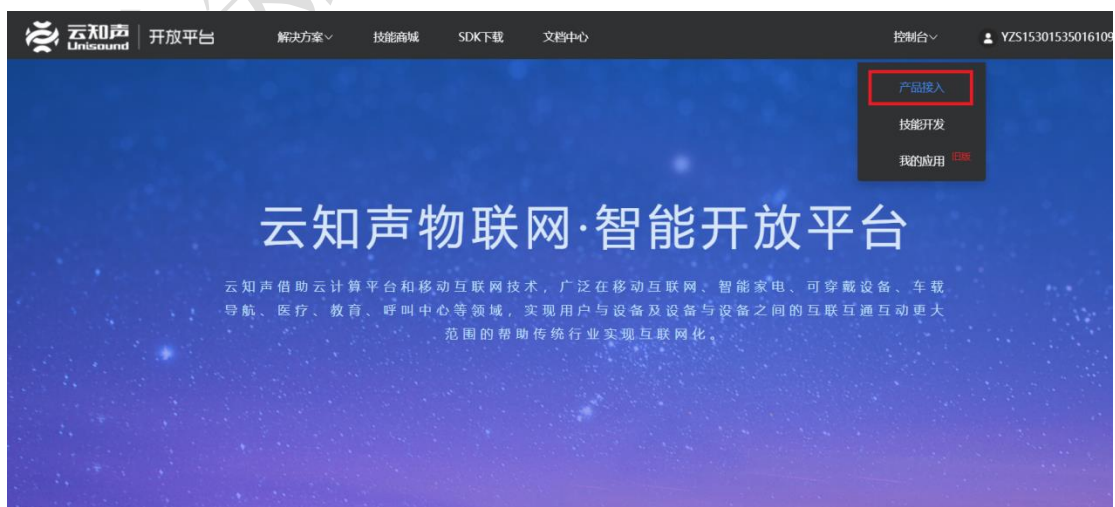 云知声 Unisound 开放平台 解决方案 技能商城 SDK下载 文档中心 控制台 YZS15301535016109
产品接入
技能开发
我的应用 旧版
云知声物联网·智能开放平台
云知声借助云计算平台和移动互联网技术，广泛在移动互联网、智能家电、可穿戴设备、车载
导航、医疗、教育、呼叫中心等领域，实现用户与设备及设备与设备之间的互联互通互动更大
范围的帮助传统行业实现互联网化。